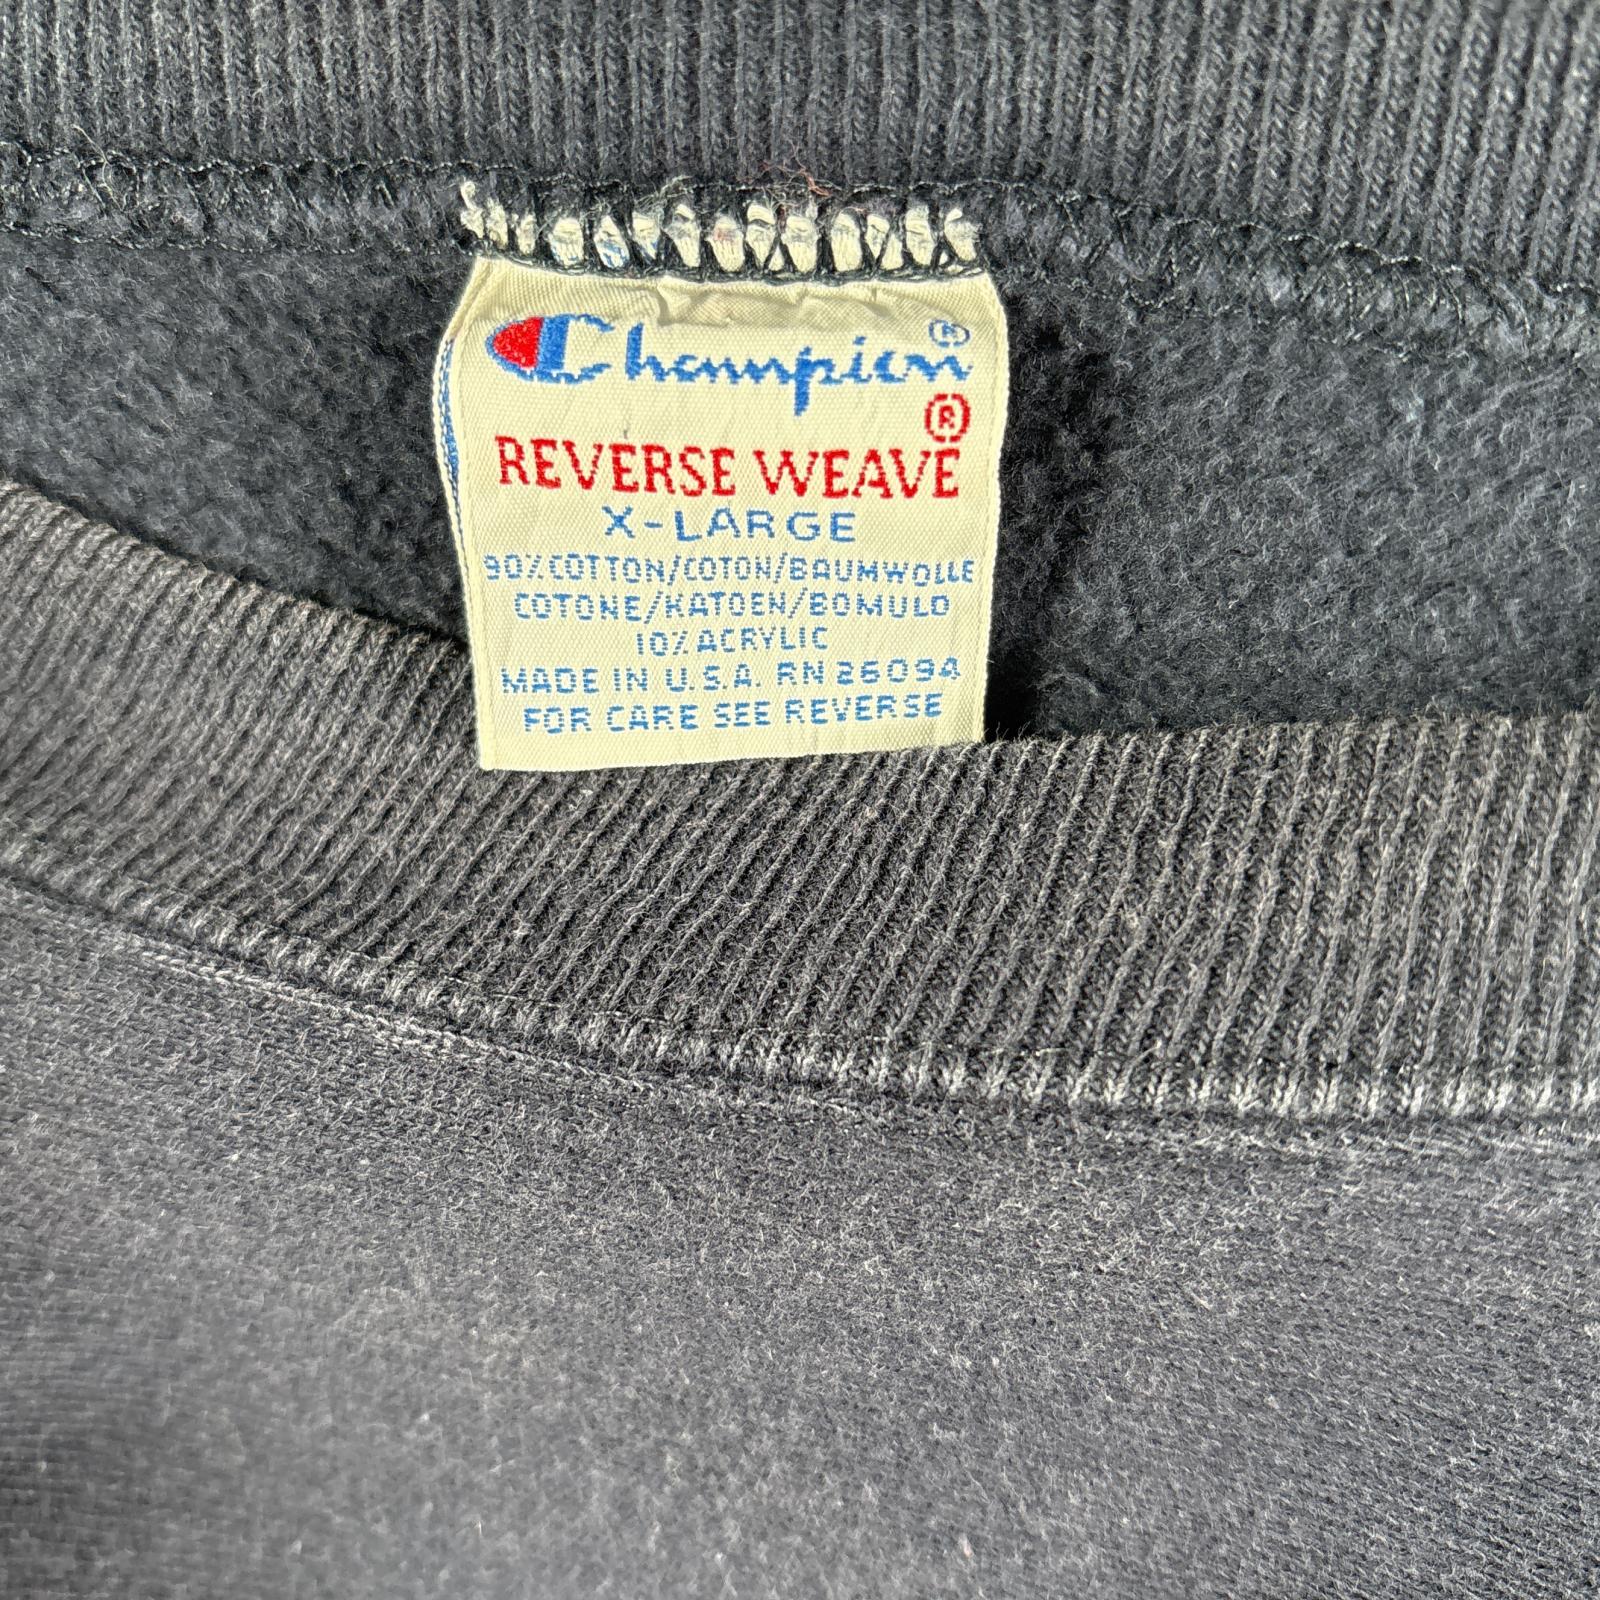 Champion®
®
REVERSE WEAVE
X-LARGE
90% COTTON/COTON/BAUMWOLLE
COTONE/KATOEN/BOMULD
10% ACRYLIC
MADE IN U.S.A. RN 26094
FOR CARE SEE REVERSE